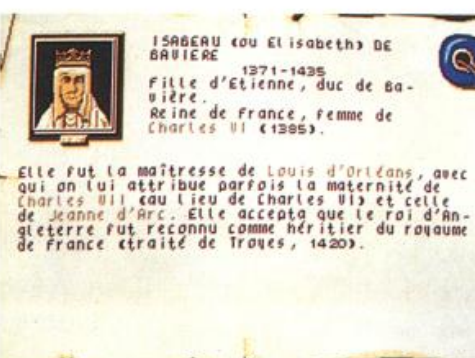 ISABEAU (ou Elisabeth) DE
BAVIERE
1371-1435
Fille d'Etienne, duc de Ba-
vière.
Reine de France, femme de
Charles VI (1385).
Elle fut la maîtresse de Louis d'Orléans, avec
qui on lui attribue parfois la maternité de
Charles VII (au lieu de Charles VI) et celle
de Jeanne d'Arc. Elle accepta que le roi d'An-
gleterre fut reconnu comme héritier du royaume
de France (traité de Troyes, 1420).